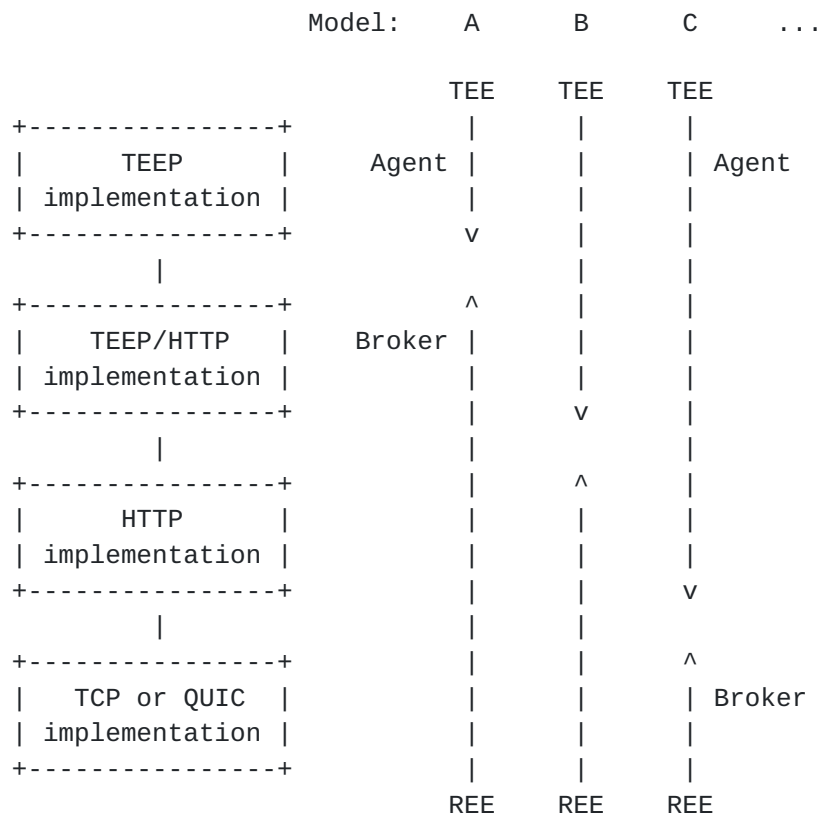 Model:    A      B      C     ...

                             TEE    TEE    TEE
 +----------------+           |      |      |
 |      TEEP      |     Agent |      |      | Agent
 | implementation |           |      |      |
 +----------------+           v      |      |
          |                          |      |
 +----------------+           ^      |      |
 |    TEEP/HTTP   |    Broker |      |      |
 | implementation |           |      |      |
 +----------------+           |      v      |
          |                   |             |
 +----------------+           |      ^      |
 |      HTTP      |           |      |      |
 | implementation |           |      |      |
 +----------------+           |      |      v
          |                   |      |
 +----------------+           |      |      ^
 |   TCP or QUIC  |           |      |      | Broker
 | implementation |           |      |      |
 +----------------+           |      |      |
                             REE    REE    REE